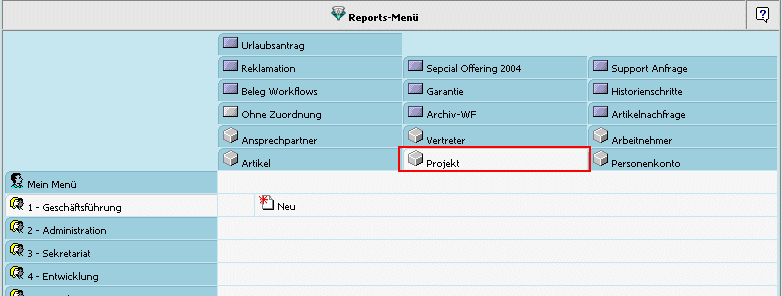 Reports-Menü
Urlaubsantrag
Reklamation Sepcial Offering 2004 Support Anfrage
Beleg Workflows Garantie Historienschritte
Ohne Zuordnung Archiv-WF Artikelnachfrage
Ansprechpartner Vertreter Arbeitnehmer
Artikel Projekt Personenkonto
Mein Menü
1 - Geschäftsführung Neu
2 - Administration
3 - Sekretariat
4 - Entwicklung